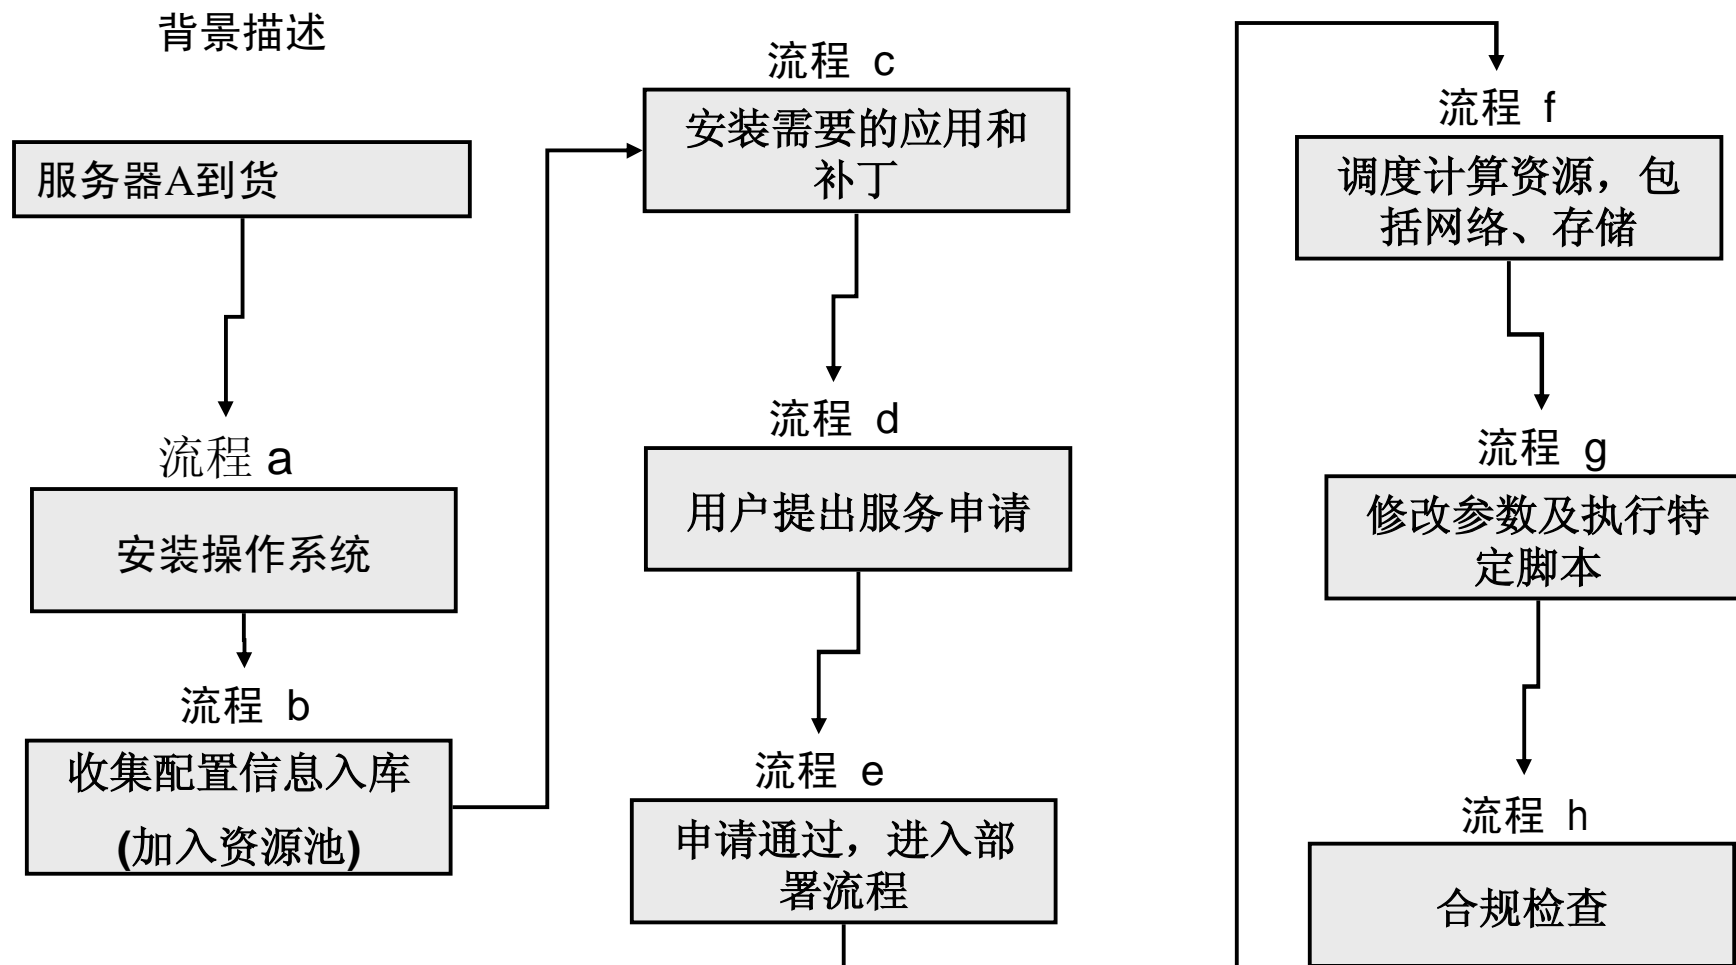 背景描述
服务器A到货
流程 a
安装操作系统
流程 b
收集配置信息入库
(加入资源池)
流程 c
安装需要的应用和
补丁
流程 d
用户提出服务申请
流程 e
申请通过，进入部
署流程
流程 f
调度计算资源，包
括网络、存储
流程 g
修改参数及执行特
定脚本
流程 h
合规检查